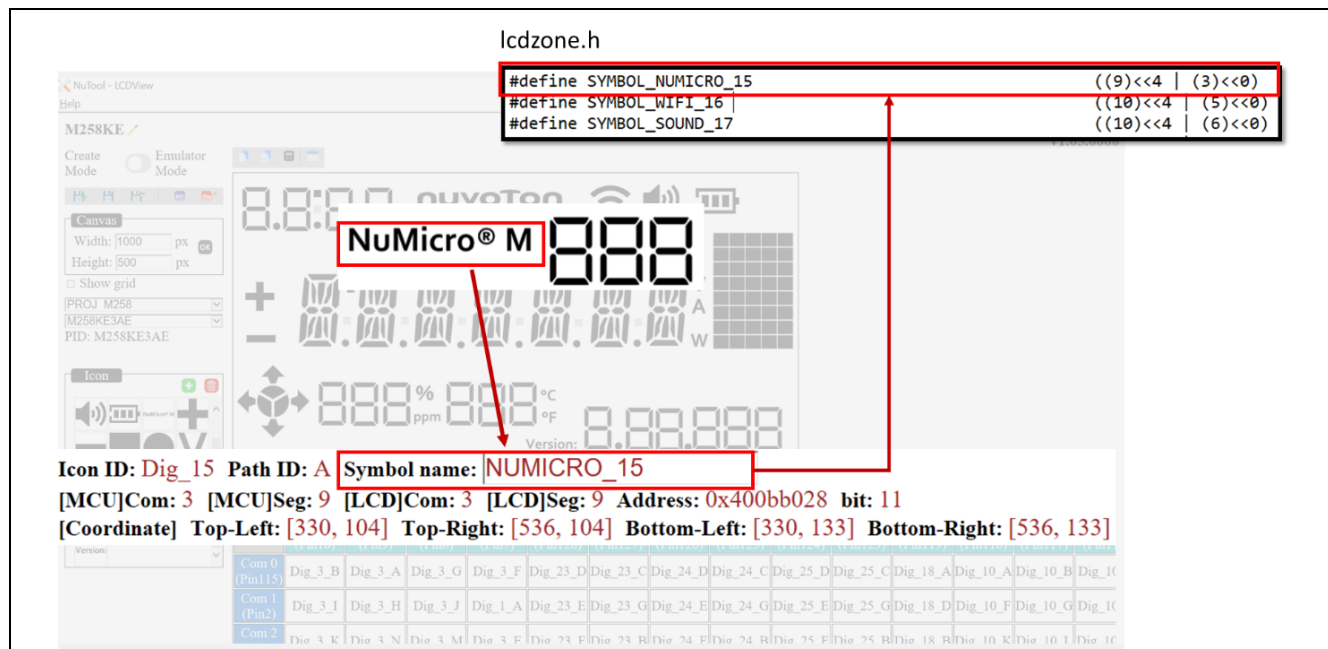 lcdzone.h
#define SYMBOL_NUMICRO_15 ((9)<<4 | (3)<<0)
#define SYMBOL_WIFI_16 ((10)<<4 | (5)<<0)
#define SYMBOL_SOUND_17 ((10)<<4 | (6)<<0)
NuTool - LCDView
Help
M258KE
Create Mode
Emulator Mode
Canvas
Width: 1000 px OK
Height: 500 px
Show grid
PROJ M258
M258KE3AE
PID: M258KE3AE
Icon
nuvoton
NuMicro® M
A
W
%
ppm
°C
°F
Version:
Icon ID: Dig_15 Path ID: A Symbol name: NUMICRO_15
[MCU]Com: 3 [MCU]Seg: 9 [LCD]Com: 3 [LCD]Seg: 9 Address: 0x400bb028 bit: 11
[Coordinate] Top-Left: [330, 104] Top-Right: [536, 104] Bottom-Left: [330, 133] Bottom-Right: [536, 133]
Version:
Com 0 (Pin115) Dig_3_B Dig_3_A Dig_3_G Dig_3_F Dig_23_D Dig_23_C Dig_24_D Dig_24_C Dig_25_D Dig_25_C Dig_18_A Dig_10_A Dig_10_B
Com 1 (Pin2) Dig_3_I Dig_3_H Dig_3_J Dig_1_A Dig_23_E Dig_23_G Dig_24_E Dig_24_G Dig_25_E Dig_25_G Dig_18_D Dig_10_F Dig_10_G
Com 2 Dig_3_K Dig_3_N Dig_3_M Dig_3_E Dig_23_F Dig_23_B Dig_24_F Dig_24_B Dig_25_F Dig_25_B Dig_18_B Dig_10_K